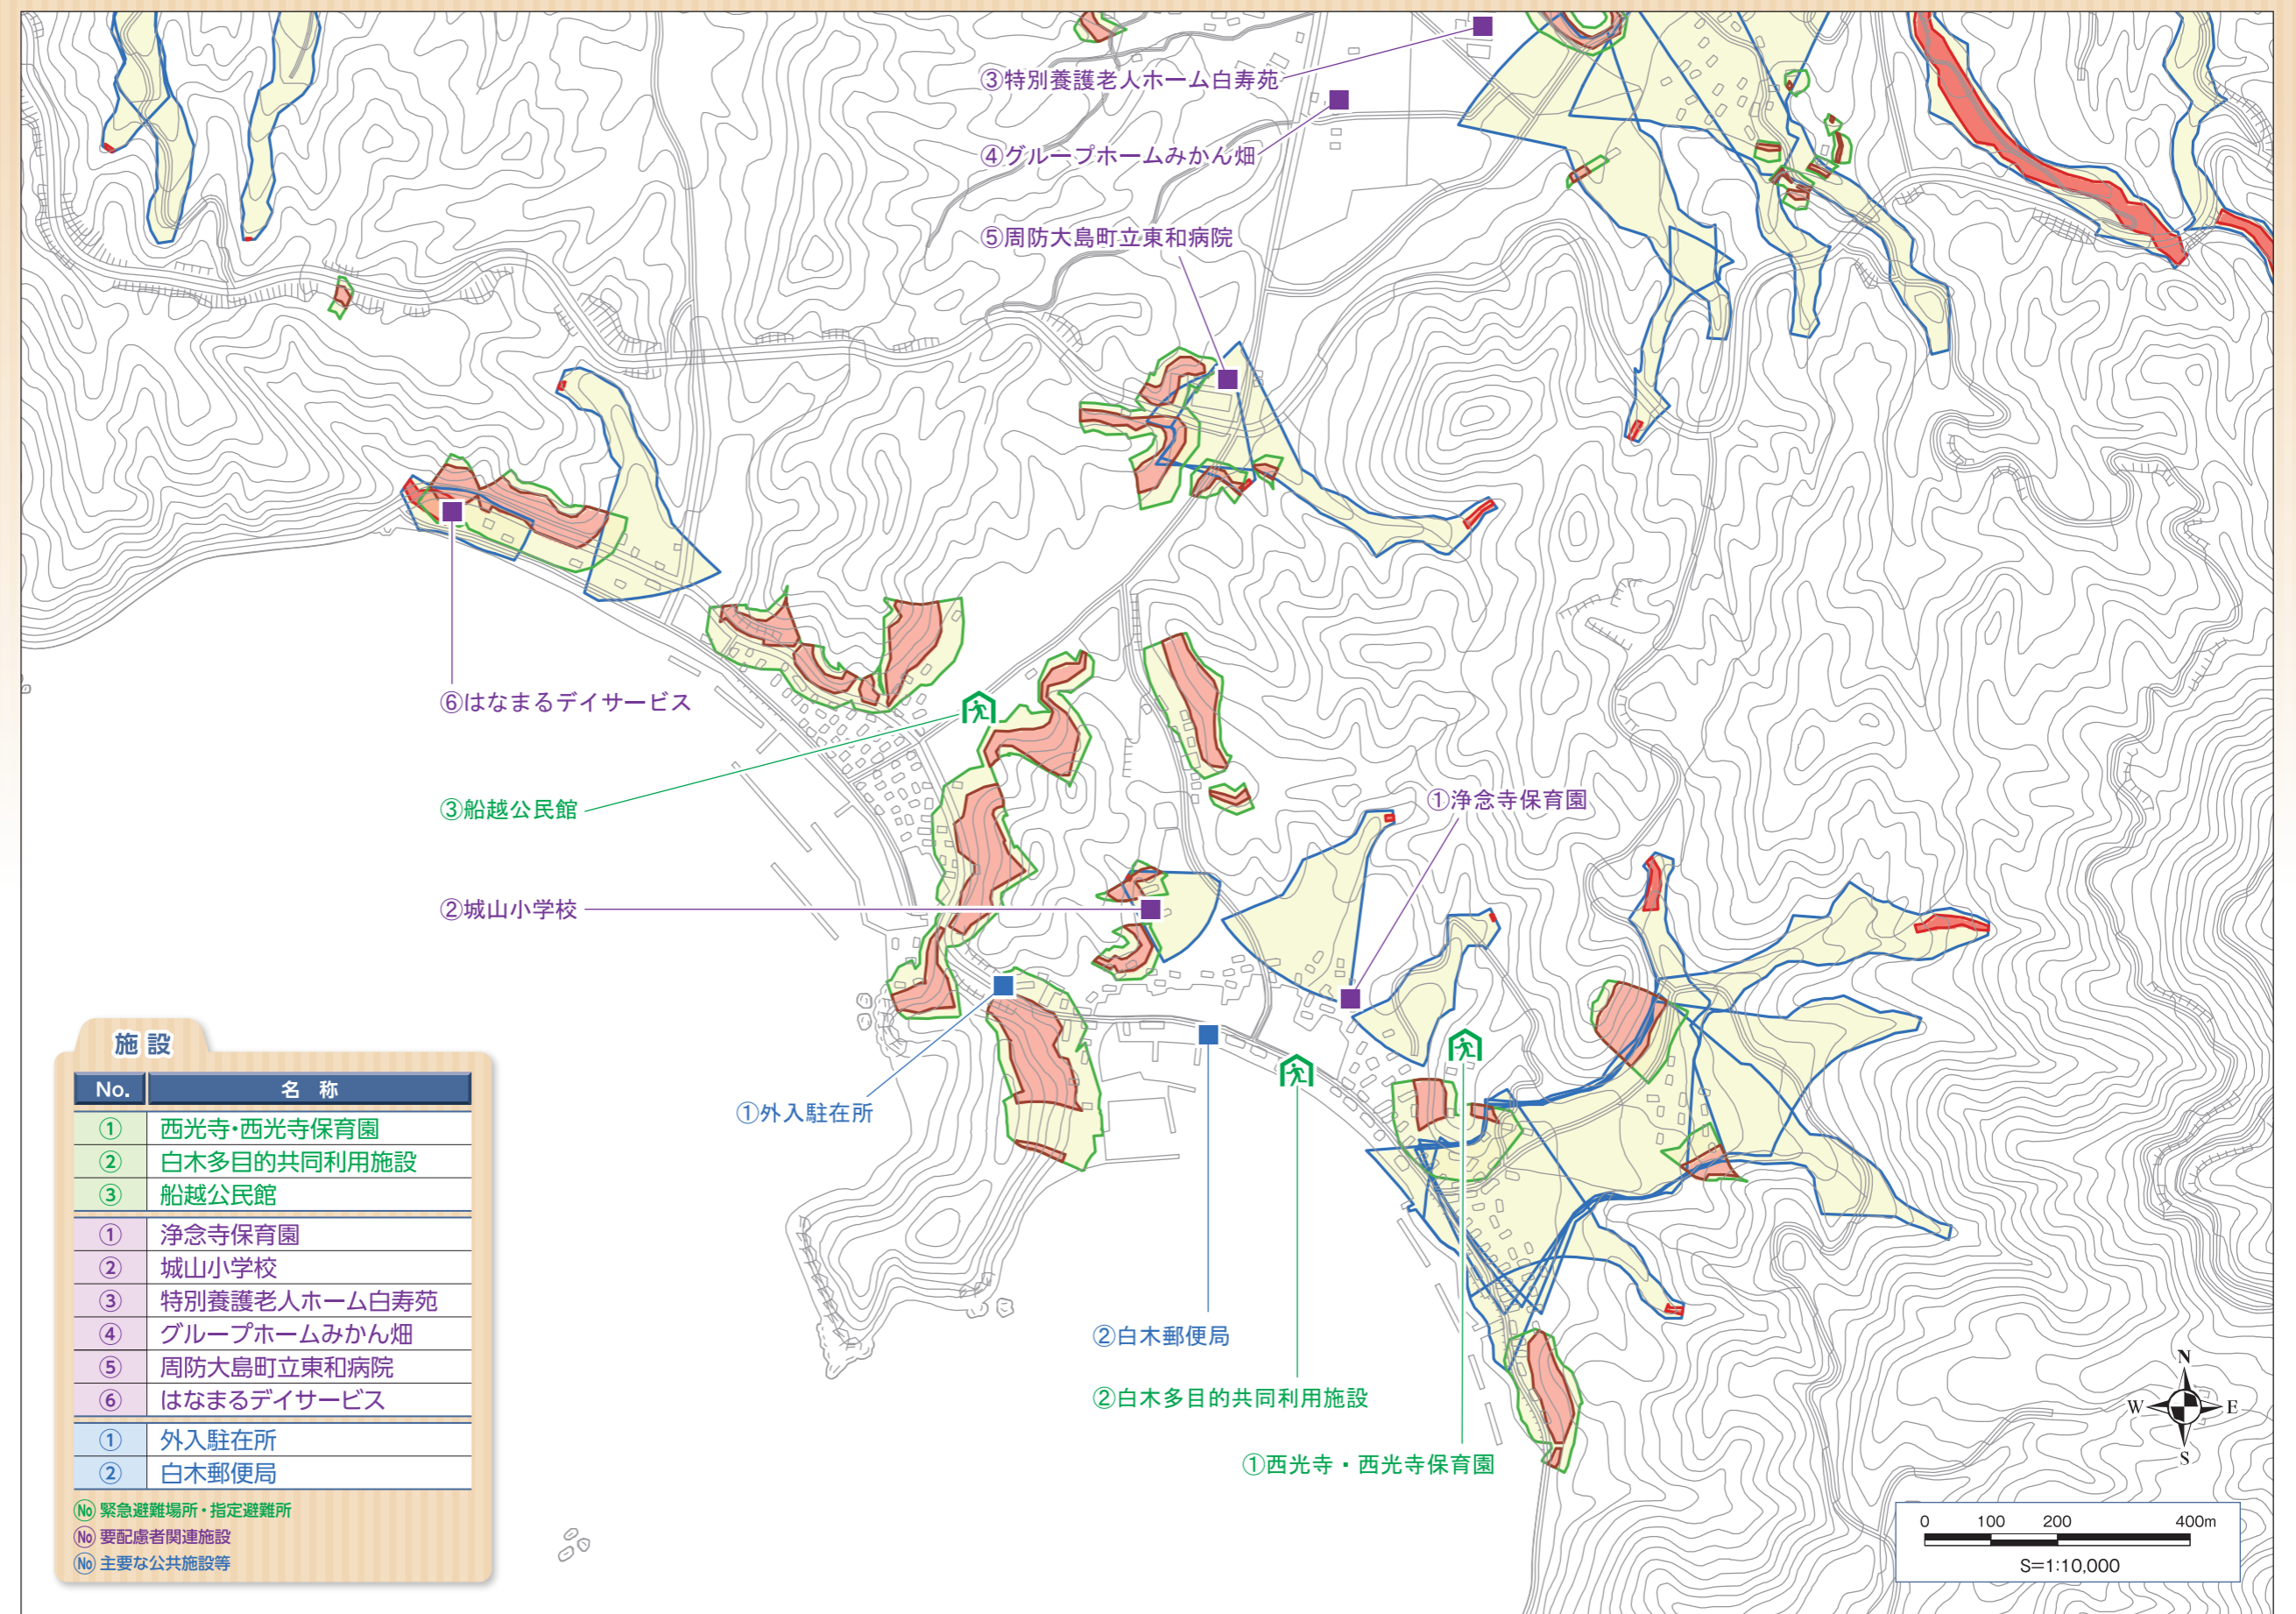 ③特別養護老人ホーム白寿苑
④グループホームみかん畑
⑤周防大島町立東和病院
⑥はなまるデイサービス
③船越公民館
①浄念寺保育園
②城山小学校
①外入駐在所
②白木郵便局
②白木多目的共同利用施設
①西光寺・西光寺保育園
施設
No. 名称
① 西光寺・西光寺保育園
② 白木多目的共同利用施設
③ 船越公民館
① 浄念寺保育園
② 城山小学校
③ 特別養護老人ホーム白寿苑
④ グループホームみかん畑
⑤ 周防大島町立東和病院
⑥ はなまるデイサービス
① 外入駐在所
② 白木郵便局
No 緊急避難場所・指定避難所
No 要配慮者関連施設
No 主要な公共施設等
N
W E
S
0 100 200 400m
S=1:10,000